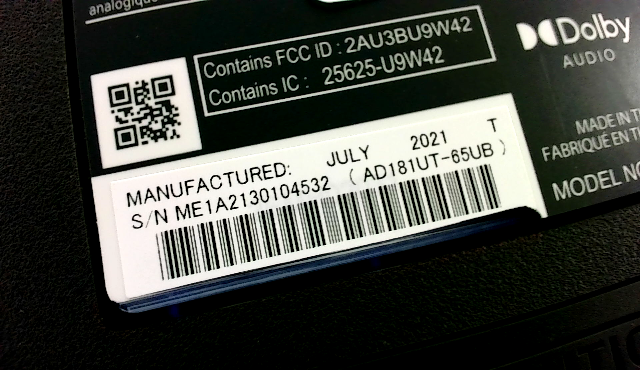 analogique
Contains FCC ID : 2AU3BU9W42
Contains IC : 25625-U9W42
Dolby
AUDIO
MADE IN
FABRIQUÉ EN
MODEL
MANUFACTURED: JULY 2021 T
S/N ME1A2130104532 ( AD181UT-65UB )